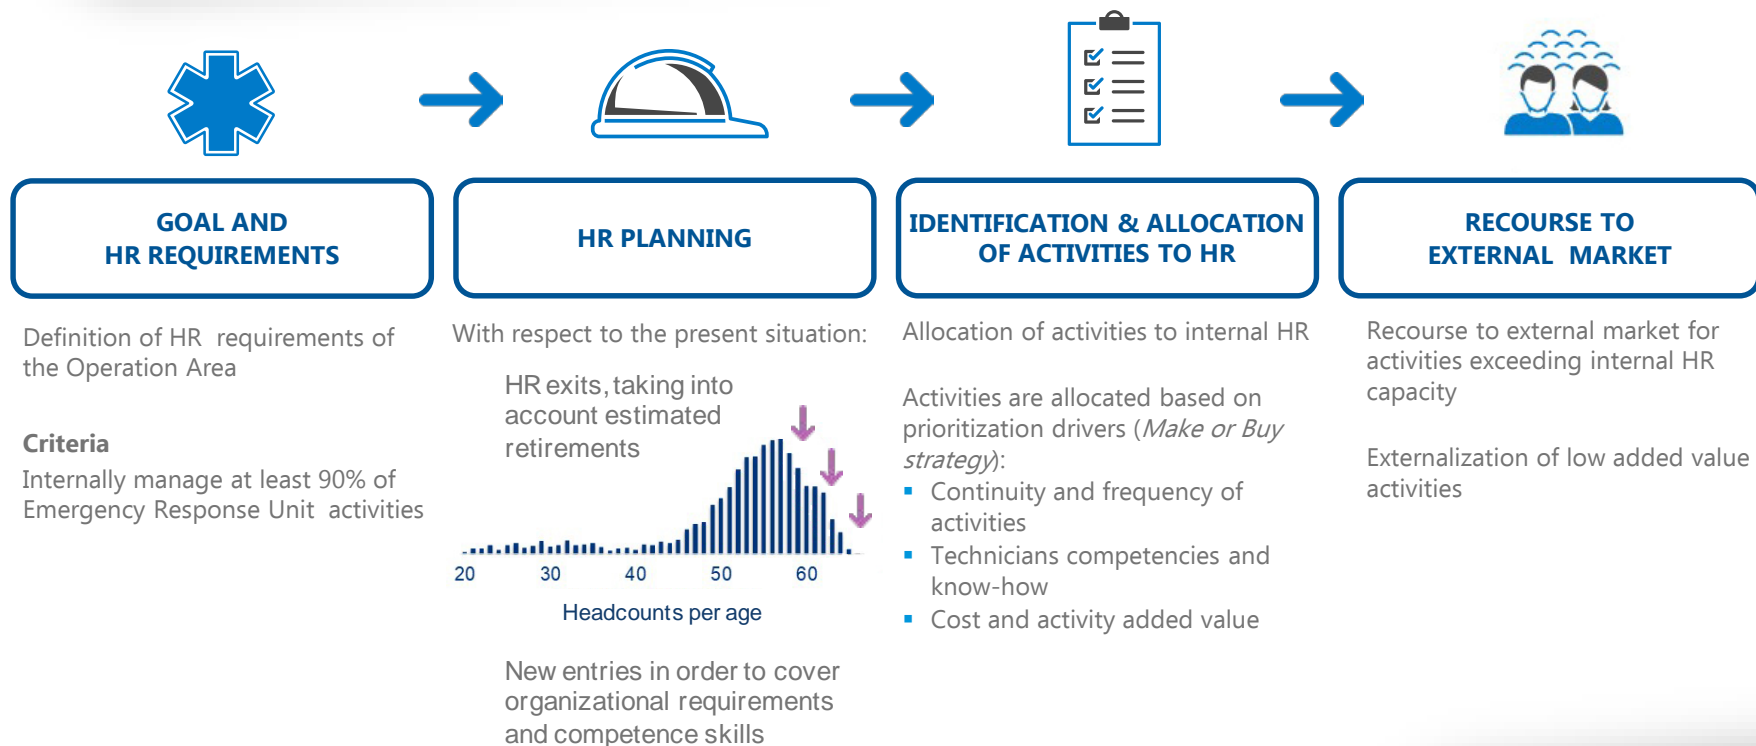 GOAL AND
HR REQUIREMENTS
Definition of HR requirements of
the Operation Area
Criteria
Internally manage at least 90% of
Emergency Response Unit activities
HR PLANNING
With respect to the present situation:
HR exits, taking into
account estimated
retirements
20 30 40 50 60
Headcounts per age
New entries in order to cover
organizational requirements
and competence skills
IDENTIFICATION & ALLOCATION
OF ACTIVITIES TO HR
Allocation of activities to internal HR
Activities are allocated based on
prioritization drivers (Make or Buy
strategy):
▪ Continuity and frequency of
activities
▪ Technicians competencies and
know-how
▪ Cost and activity added value
RECOURSE TO
EXTERNAL MARKET
Recourse to external market for
activities exceeding internal HR
capacity
Externalization of low added value
activities